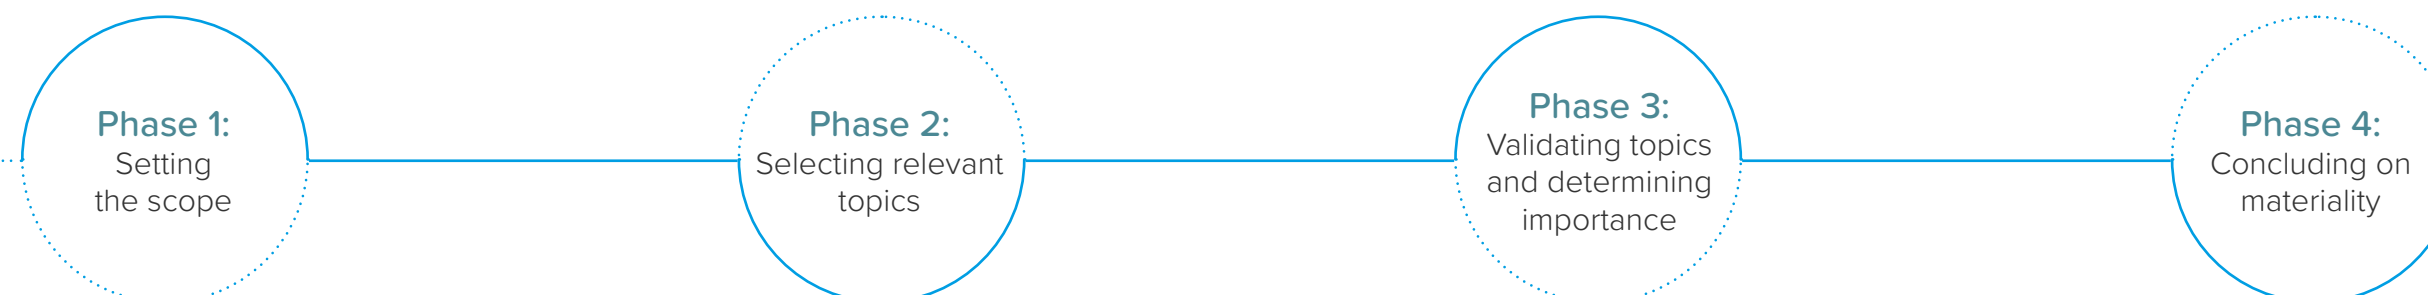 Phase 1:
Setting
the scope
Phase 2:
Selecting relevant
topics
Phase 3:
Validating topics
and determining
importance
Phase 4:
Concluding on
materiality